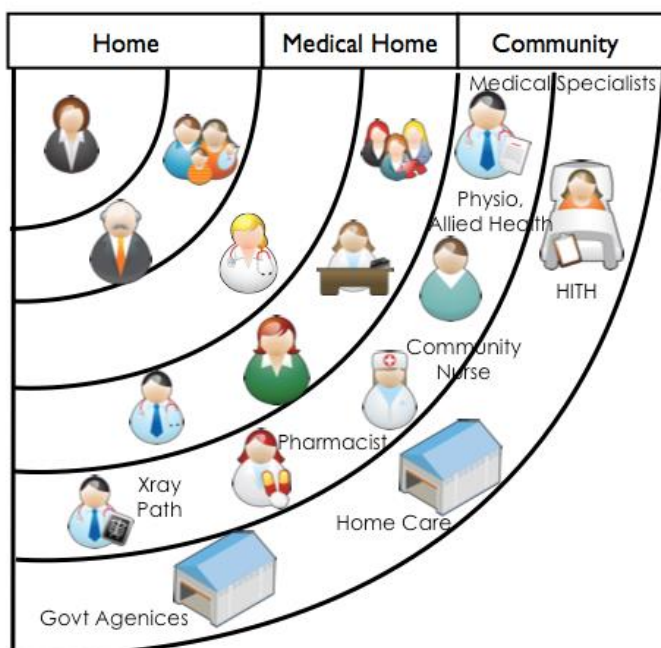 Home
Medical Home
Community
Medical Specialists
Physio,
Allied Health
HITH
Community
Nurse
Pharmacist
Xray
Path
Home Care
Govt Agenices